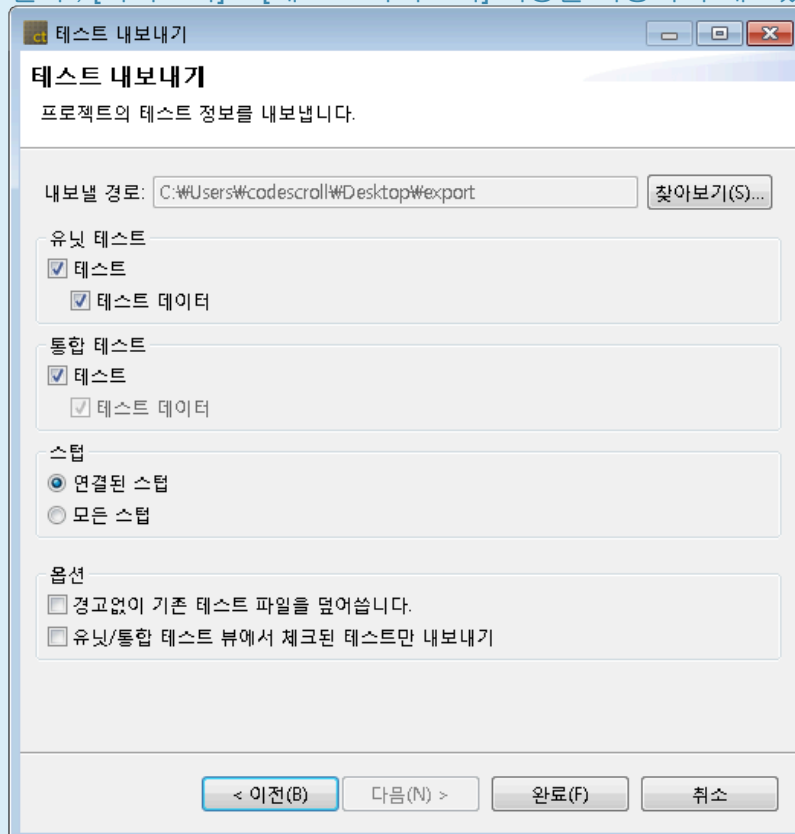 ct 테스트 내보내기
테스트 내보내기
프로젝트의 테스트 정보를 내보냅니다.
내보낼 경로: C:₩Users₩codescroll₩Desktop₩export 찾아보기(S)...
유닛 테스트
테스트
테스트 데이터
통합 테스트
테스트
테스트 데이터
스텁
연결된 스텁
모든 스텁
옵션
경고없이 기존 테스트 파일을 덮어씁니다.
유닛/통합 테스트 뷰에서 체크된 테스트만 내보내기
< 이전(B) 다음(N) > 완료(F) 취소